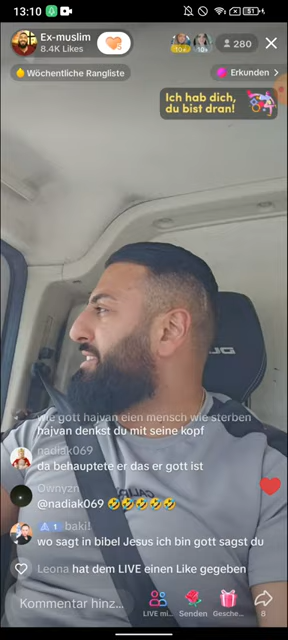 13:10
51
Ex-muslim
8.4K Likes
280
Wöchentliche Rangliste
Erkunden
Ich hab dich,
du bist dran!
wie gott hajvan eien mensch wie sterben
hajvan denkst du mit seine kopf
nadiak069
da behauptete er das er gott ist
Ownyzn
@nadiak069 🤣🤣🤣🤣🤣
1 baki!
wo sagt in bibel Jesus ich bin gott sagst du
Leona hat dem LIVE einen Like gegeben
Kommentar hinz...
LIVE mi...
Senden
Gesche...
8